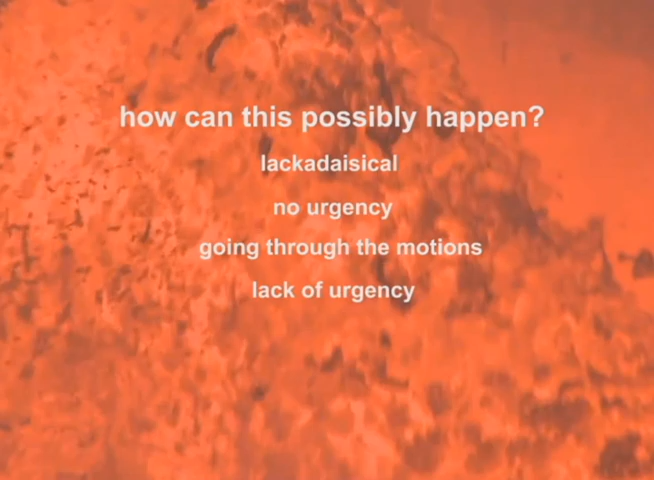 how can this possibly happen?
lackadaisical
no urgency
going through the motions
lack of urgency